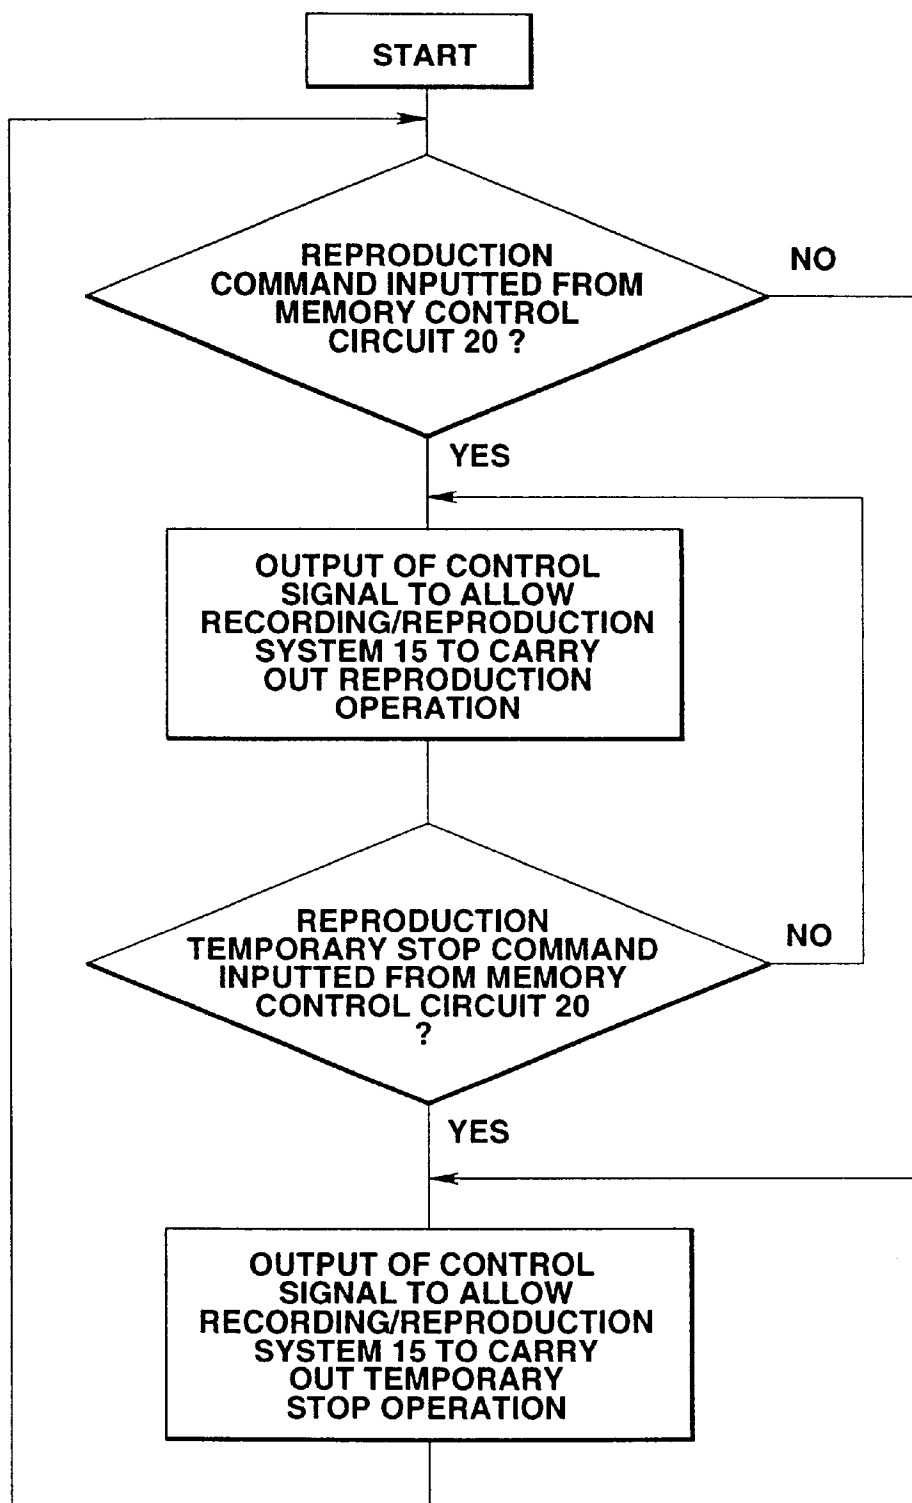 START
REPRODUCTION
COMMAND INPUTTED FROM
MEMORY CONTROL
CIRCUIT 20 ?
NO
YES
OUTPUT OF CONTROL
SIGNAL TO ALLOW
RECORDING/REPRODUCTION
SYSTEM 15 TO CARRY
OUT REPRODUCTION
OPERATION
REPRODUCTION
TEMPORARY STOP COMMAND
INPUTTED FROM MEMORY
CONTROL CIRCUIT 20
?
NO
YES
OUTPUT OF CONTROL
SIGNAL TO ALLOW
RECORDING/REPRODUCTION
SYSTEM 15 TO CARRY
OUT TEMPORARY
STOP OPERATION